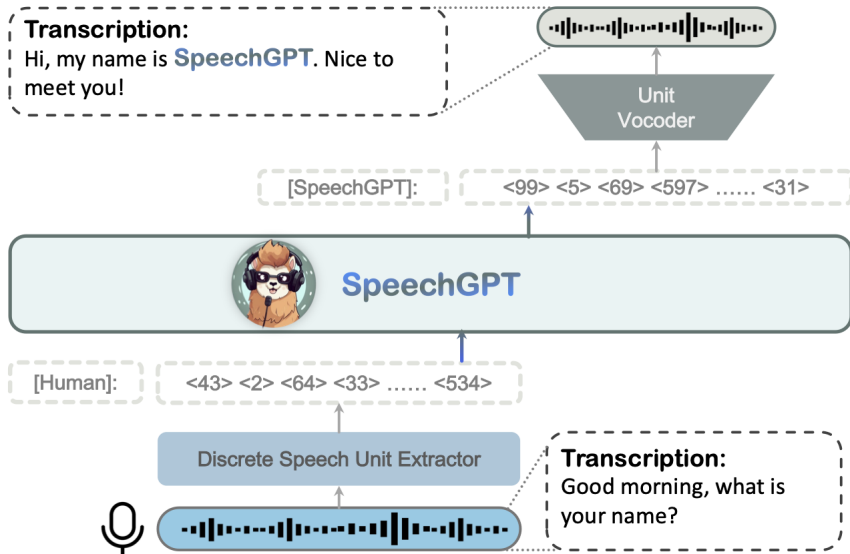 Transcription:
Hi, my name is SpeechGPT. Nice to
meet you!
Unit
Vocoder
[SpeechGPT]: <99> <5> <69> <597> ...... <31>
SpeechGPT
[Human]: <43> <2> <64> <33> ...... <534>
Discrete Speech Unit Extractor
Transcription:
Good morning, what is
your name?